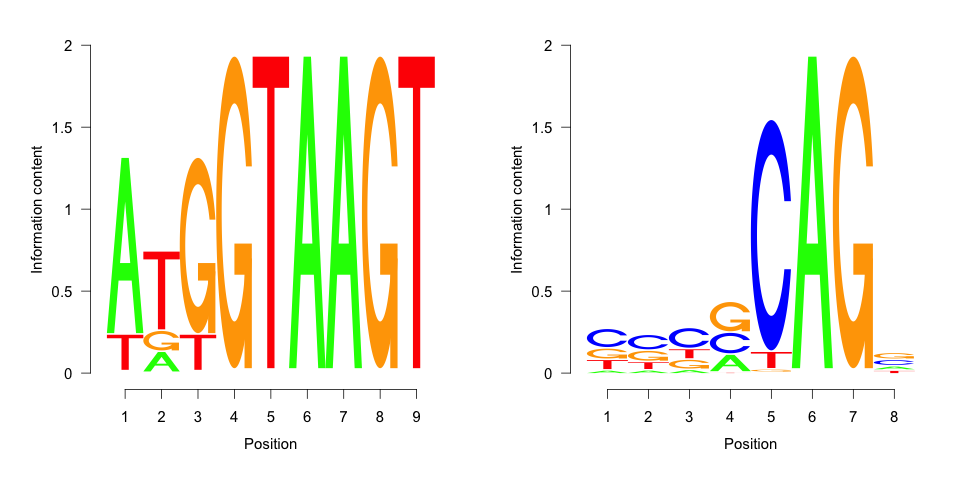 Information content
2
1.5
1
0.5
0
A T G G T A A G T
T G T
A
1 2 3 4 5 6 7 8 9
Position
Information content
2
1.5
1
0.5
0
C C C G C A G G
G G T C T C
T T G A A
A A A T
1 2 3 4 5 6 7 8
Position